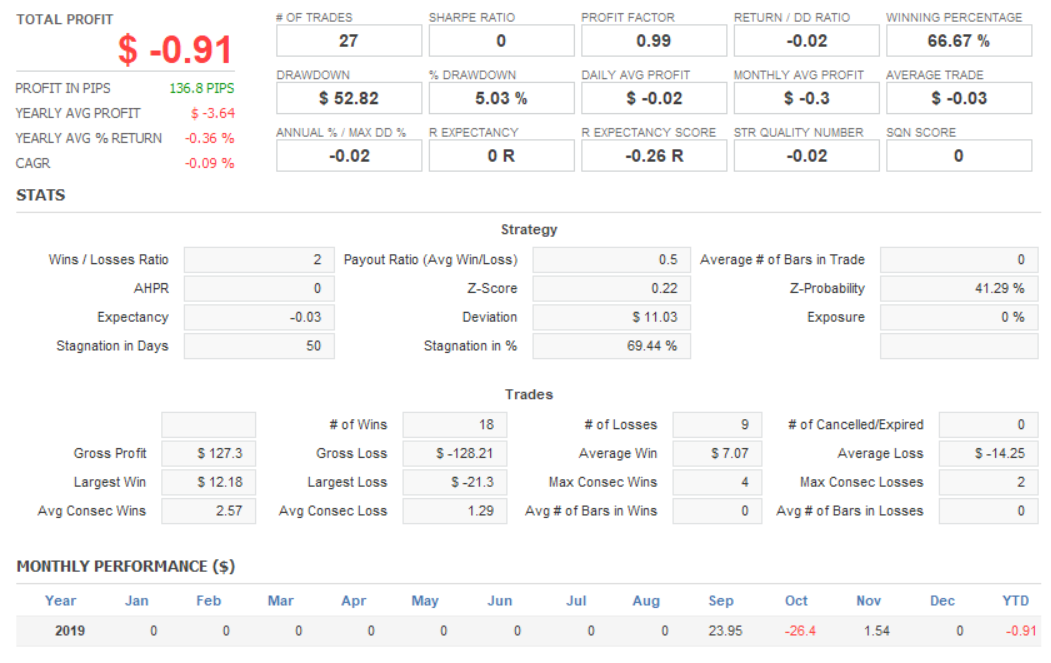 TOTAL PROFIT
$ -0.91
PROFIT IN PIPS 136.8 PIPS
YEARLY AVG PROFIT $ -3.64
YEARLY AVG % RETURN -0.36 %
CAGR -0.09 %
# OF TRADES SHARPE RATIO PROFIT FACTOR RETURN / DD RATIO WINNING PERCENTAGE
27 0 0.99 -0.02 66.67 %
DRAWDOWN % DRAWDOWN DAILY AVG PROFIT MONTHLY AVG PROFIT AVERAGE TRADE
$ 52.82 5.03 % $ -0.02 $ -0.3 $ -0.03
ANNUAL % / MAX DD % R EXPECTANCY R EXPECTANCY SCORE STR QUALITY NUMBER SQN SCORE
-0.02 0 R -0.26 R -0.02 0
STATS
Strategy
Wins / Losses Ratio 2 Payout Ratio (Avg Win/Loss) 0.5 Average # of Bars in Trade 0
AHPR 0 Z-Score 0.22 Z-Probability 41.29 %
Expectancy -0.03 Deviation $ 11.03 Exposure 0 %
Stagnation in Days 50 Stagnation in % 69.44 %
Trades
# of Wins 18 # of Losses 9 # of Cancelled/Expired 0
Gross Profit $ 127.3 Gross Loss $ -128.21 Average Win $ 7.07 Average Loss $ -14.25
Largest Win $ 12.18 Largest Loss $ -21.3 Max Consec Wins 4 Max Consec Losses 2
Avg Consec Wins 2.57 Avg Consec Loss 1.29 Avg # of Bars in Wins 0 Avg # of Bars in Losses 0
MONTHLY PERFORMANCE ($)
Year Jan Feb Mar Apr May Jun Jul Aug Sep Oct Nov Dec YTD
2019 0 0 0 0 0 0 0 0 23.95 -26.4 1.54 0 -0.91